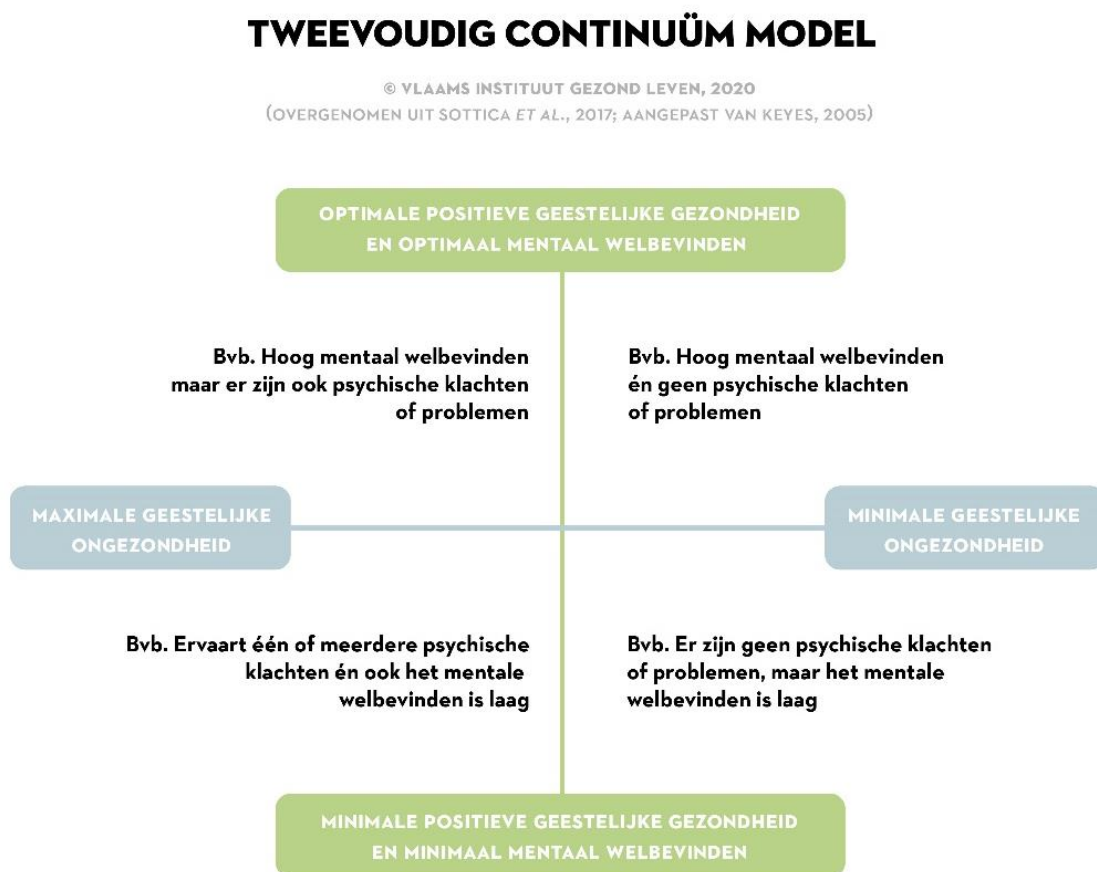 TWEEVOUDIG CONTINUÜM MODEL
© VLAAMS INSTITUUT GEZOND LEVEN, 2020
(OVERGENOMEN UIT SOTTICA ET AL., 2017; AANGEPAST VAN KEYES, 2005)
OPTIMALE POSITIEVE GEESTELIJKE GEZONDHEID
EN OPTIMAAL MENTAAL WELBEVINDEN
Bvb. Hoog mentaal welbevinden
maar er zijn ook psychische klachten
of problemen
Bvb. Hoog mentaal welbevinden
én geen psychische klachten
of problemen
MAXIMALE GEESTELIJKE
ONGEZONDHEID
MINIMALE GEESTELIJKE
ONGEZONDHEID
Bvb. Ervaart één of meerdere psychische
klachten én ook het mentale
welbevinden is laag
Bvb. Er zijn geen psychische klachten
of problemen, maar het mentale
welbevinden is laag
MINIMALE POSITIEVE GEESTELIJKE GEZONDHEID
EN MINIMAAL MENTAAL WELBEVINDEN